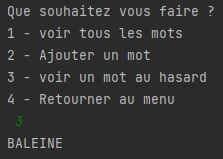 Que souhaitez vous faire ?
1 - voir tous les mots
2 - Ajouter un mot
3 - voir un mot au hasard
4 - Retourner au menu
3
BALEINE